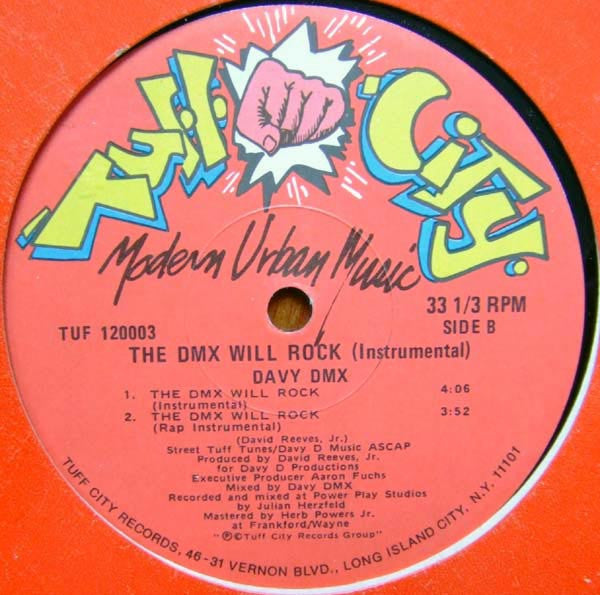 Tuff City
Modern Urban Music
33 1/3 RPM
TUF 120003
SIDE B
THE DMX WILL ROCK (Instrumental)
DAVY DMX
1. THE DMX WILL ROCK 4:06
(Instrumental)
2. THE DMX WILL ROCK 3:52
(Rap Instrumental)
(David Reeves, Jr.)
Street Tuff Tunes/Davy D Music ASCAP
Produced by David Reeves, Jr.
for Davy D Productions
Executive Producer Aaron Fuchs
Mixed by Davy DMX
Recorded and mixed at Power Play Studios
by Julian Herzfeld
Mastered by Herb Powers Jr.
at Frankford/Wayne
"℗©Tuff City Records Group"
TUFF CITY RECORDS, 46-31 VERNON BLVD., LONG ISLAND CITY, N.Y. 11101